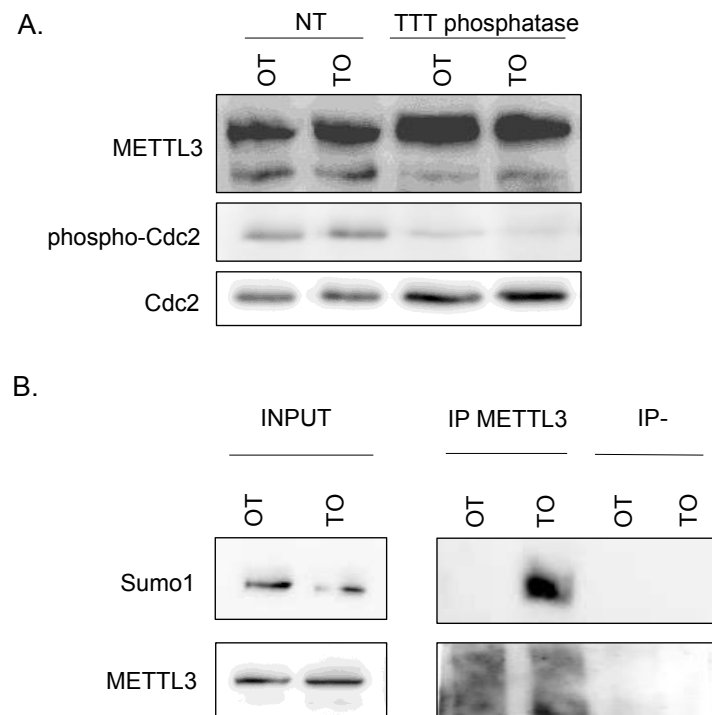 A.
NT TTT phosphatase
OT TO OT TO
METTL3
phospho-Cdc2
Cdc2
B.
INPUT IP METTL3 IP-
OT TO OT TO OT TO
Sumo1
METTL3